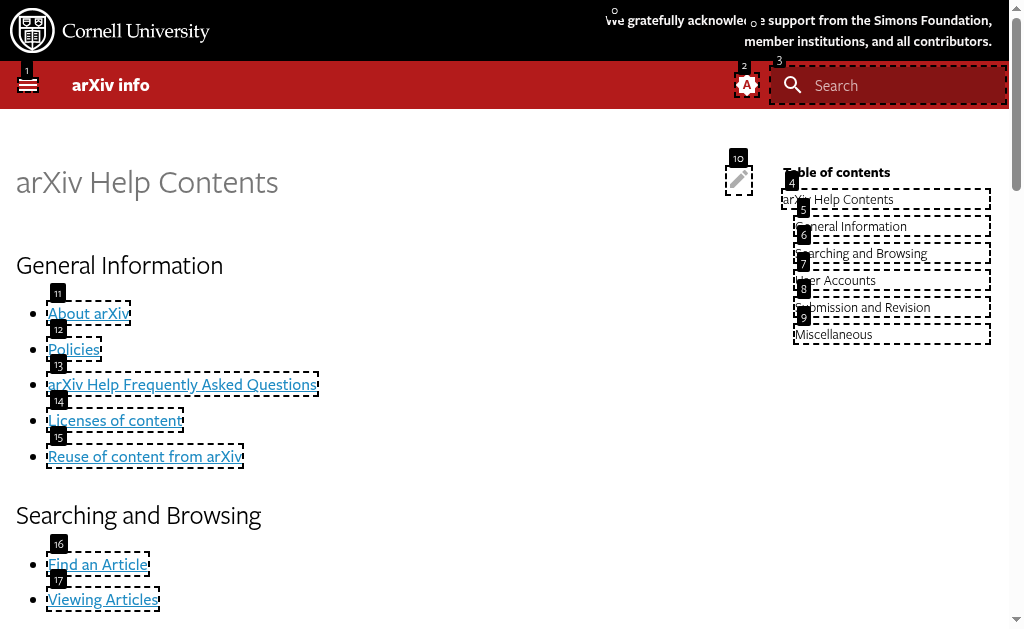 Cornell University
We gratefully acknowledge support from the Simons Foundation,
member institutions, and all contributors.
0
0
1
arXiv info
2
A
3
Search
arXiv Help Contents
10
Table of contents
4
arXiv Help Contents
5
General Information
6
Searching and Browsing
7
User Accounts
8
Submission and Revision
9
Miscellaneous
General Information
11
About arXiv
12
Policies
13
arXiv Help Frequently Asked Questions
14
Licenses of content
15
Reuse of content from arXiv
Searching and Browsing
16
Find an Article
17
Viewing Articles